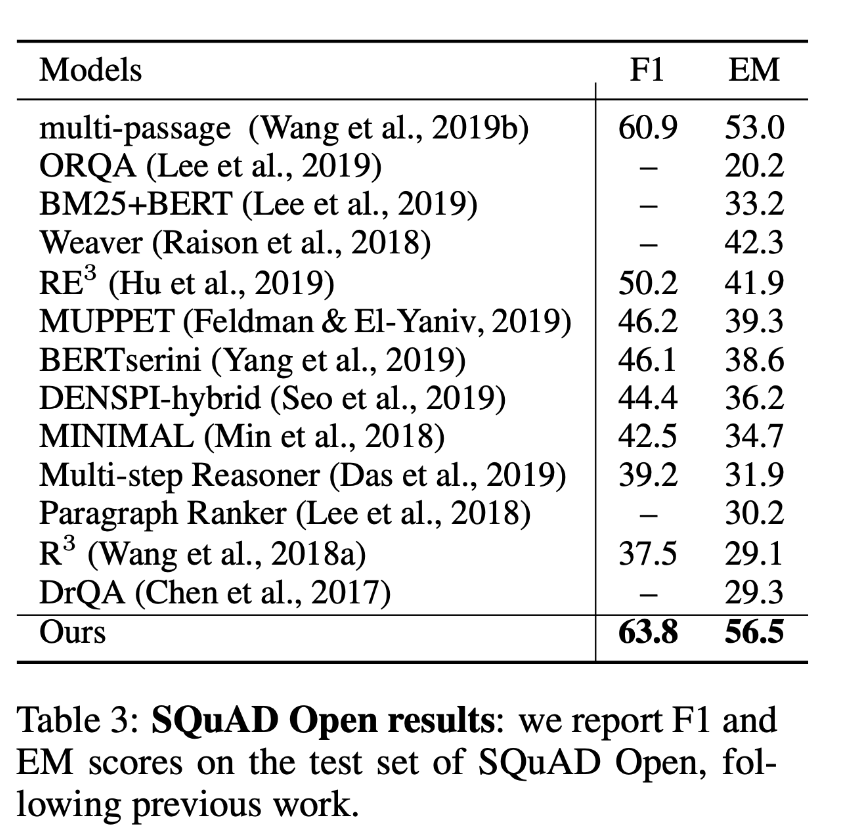 Models F1 EM
multi-passage (Wang et al., 2019b) 60.9 53.0
ORQA (Lee et al., 2019) – 20.2
BM25+BERT (Lee et al., 2019) – 33.2
Weaver (Raison et al., 2018) – 42.3
RE³ (Hu et al., 2019) 50.2 41.9
MUPPET (Feldman & El-Yaniv, 2019) 46.2 39.3
BERTserini (Yang et al., 2019) 46.1 38.6
DENSPI-hybrid (Seo et al., 2019) 44.4 36.2
MINIMAL (Min et al., 2018) 42.5 34.7
Multi-step Reasoner (Das et al., 2019) 39.2 31.9
Paragraph Ranker (Lee et al., 2018) – 30.2
R³ (Wang et al., 2018a) 37.5 29.1
DrQA (Chen et al., 2017) – 29.3
Ours 63.8 56.5
Table 3: SQuAD Open results: we report F1 and
EM scores on the test set of SQuAD Open, fol-
lowing previous work.